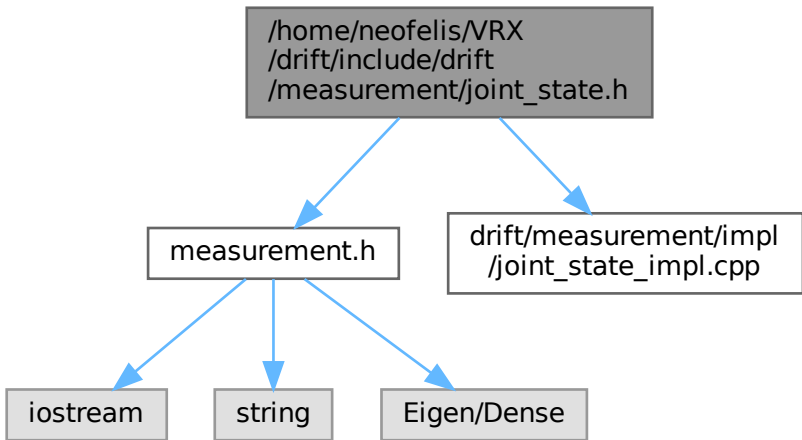 /home/neofelis/VRX
/drift/include/drift
/measurement/joint_state.h
measurement.h
drift/measurement/impl
/joint_state_impl.cpp
iostream
string
Eigen/Dense